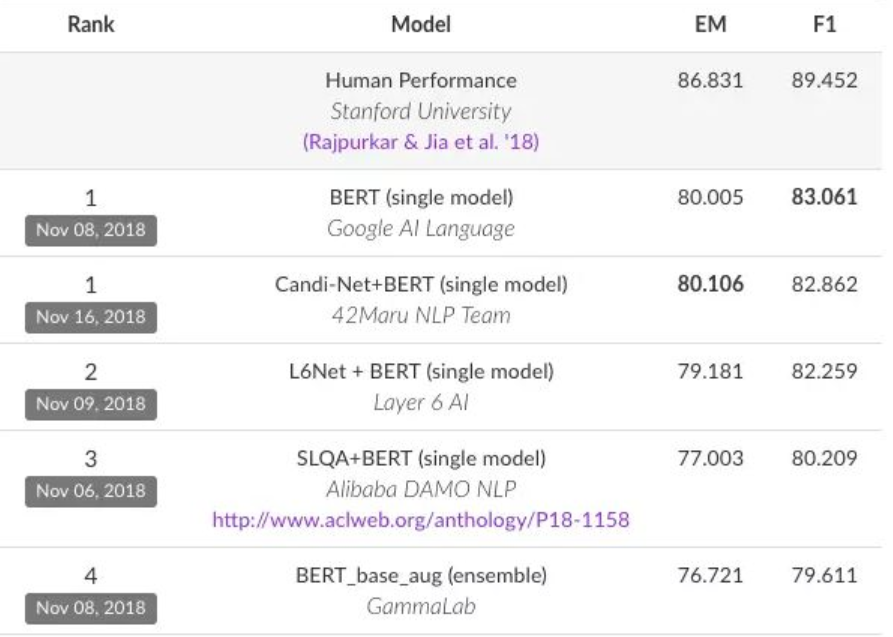 Rank Model EM F1
Human Performance 86.831 89.452
Stanford University
(Rajpurkar & Jia et al. '18)
1 BERT (single model) 80.005 83.061
Nov 08, 2018 Google AI Language
1 Candi-Net+BERT (single model) 80.106 82.862
Nov 16, 2018 42Maru NLP Team
2 L6Net + BERT (single model) 79.181 82.259
Nov 09, 2018 Layer 6 AI
3 SLQA+BERT (single model) 77.003 80.209
Nov 06, 2018 Alibaba DAMO NLP
http://www.aclweb.org/anthology/P18-1158
4 BERT_base_aug (ensemble) 76.721 79.611
Nov 08, 2018 GammaLab